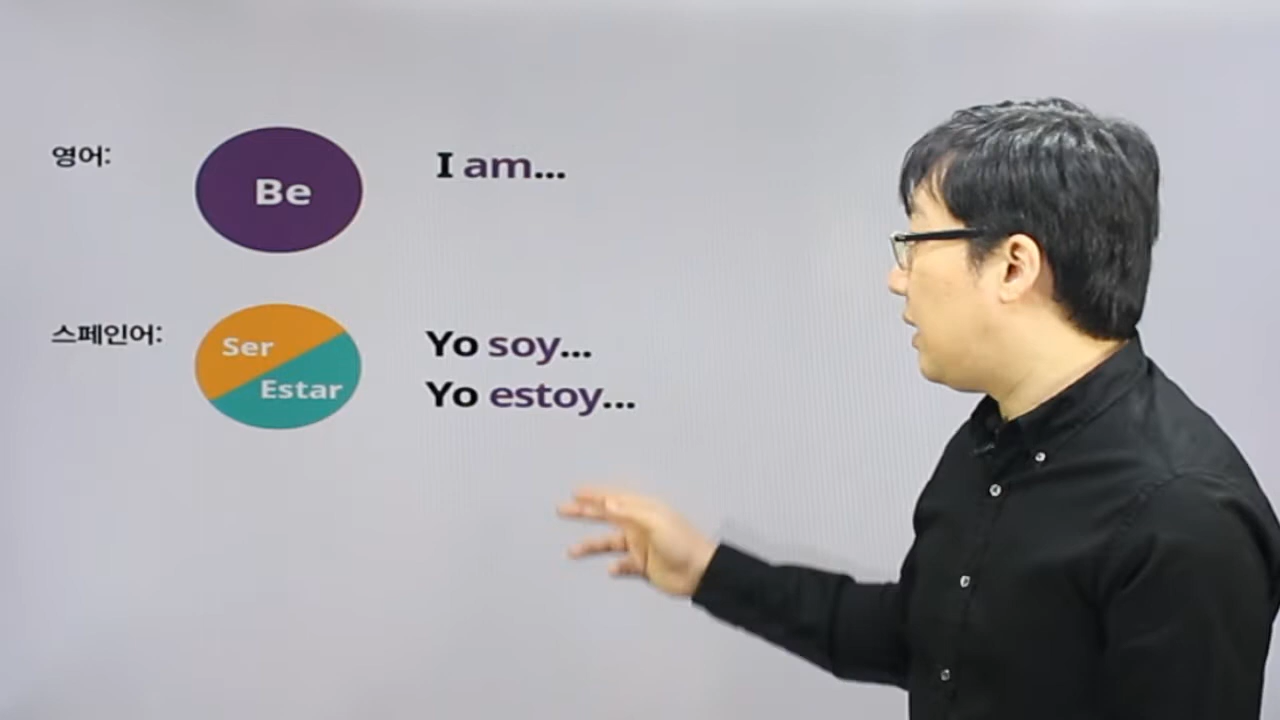 영어:
Be
I am...
스페인어:
Ser
Estar
Yo soy...
Yo estoy...